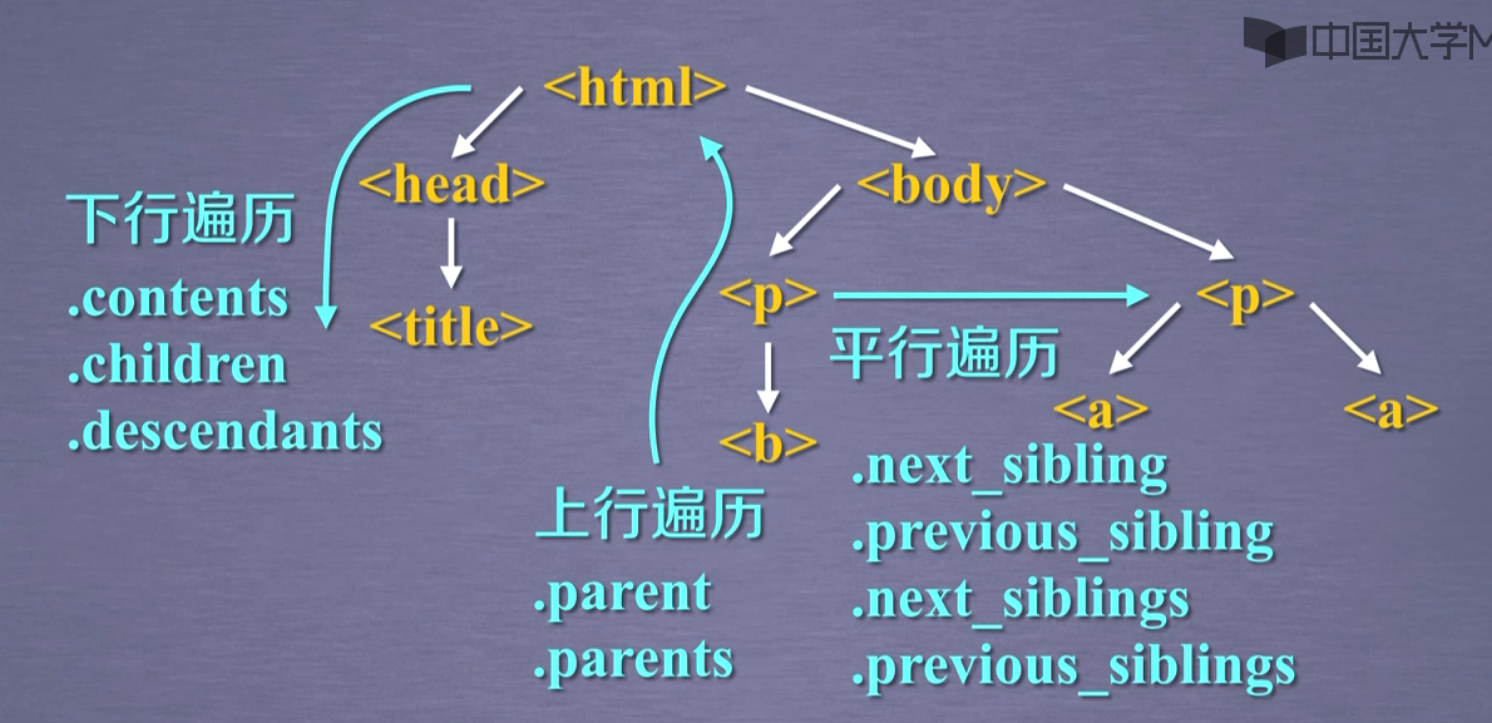 中国大学M
<html>
<head>
<body>
下行遍历
.contents
.children
.descendants
<title>
<p>
<p>
平行遍历
<b>
<a>
<a>
上行遍历
.parent
.parents
.next_sibling
.previous_sibling
.next_siblings
.previous_siblings